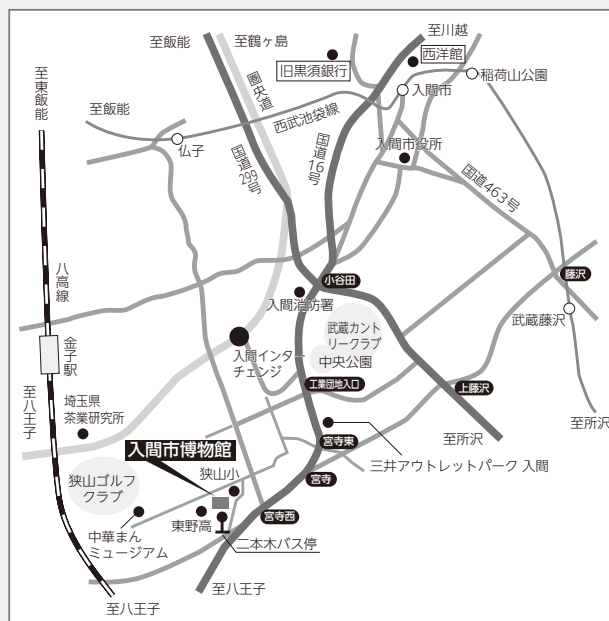 至飯能
至鶴ヶ島
至川越
旧黒須銀行
西洋館
稲荷山公園
圏央道
至東飯能
至飯能
西武池袋線
入間市
仏子
国道299号
国道16号
入間市役所
国道463号
八高線
小谷田
藤沢
入間消防署
武蔵カント
リークラブ
武蔵藤沢
中央公園
入間インター
チェンジ
金子駅
至八王子
工業団地入口
上藤沢
埼玉県
茶業研究所
至所沢
至所沢
入間市博物館
宮寺東
三井アウトレットパーク 入間
狭山小
宮寺
狭山ゴルフ
クラブ
東野高
宮寺西
中華まん
ミュージアム
二本木バス停
至八王子
至八王子